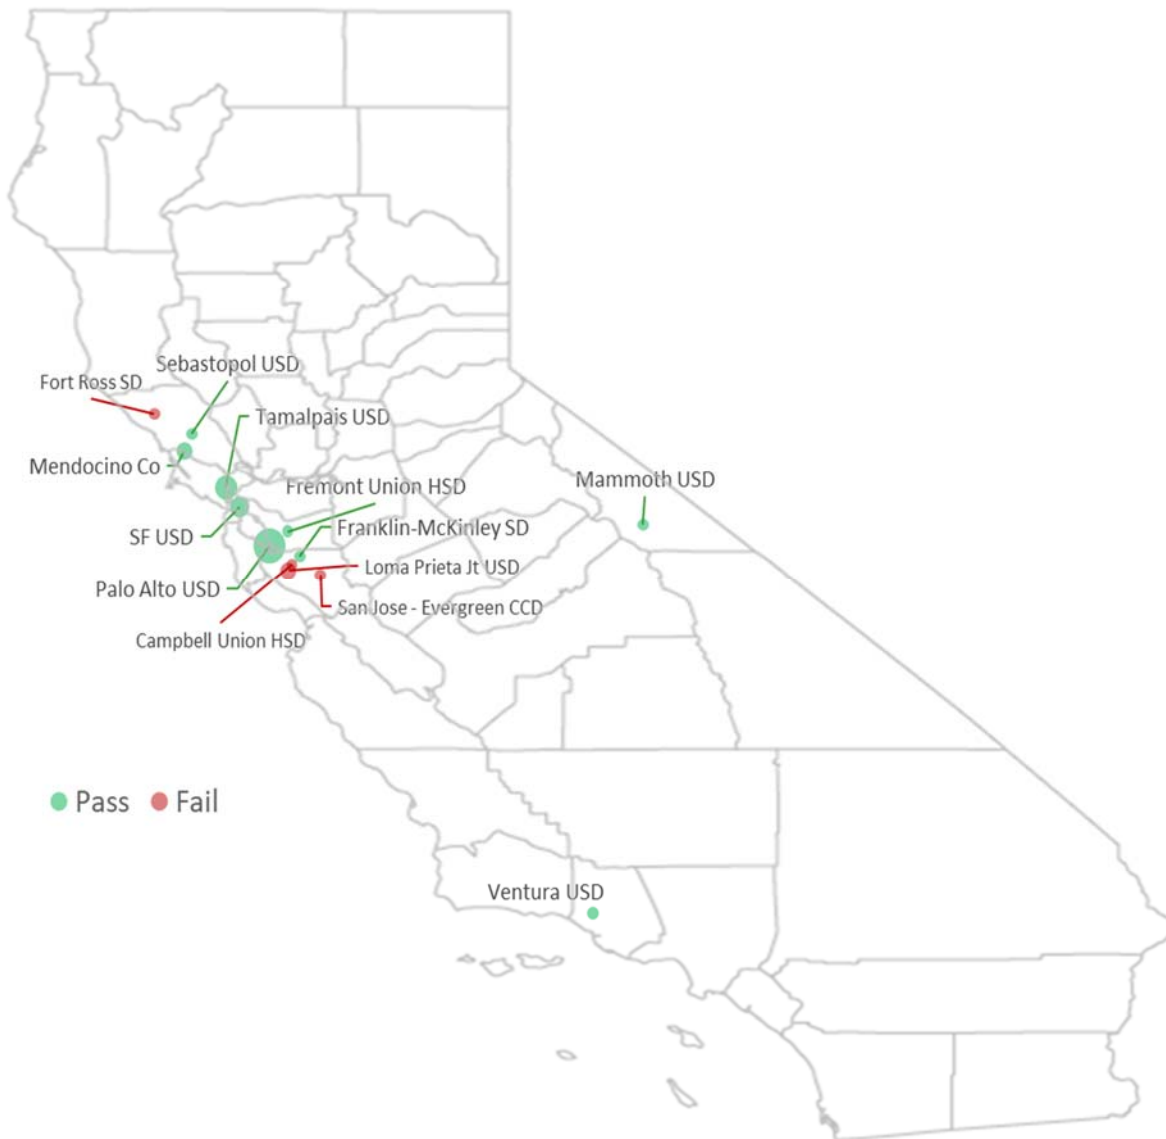 Sebastopol USD
Fort Ross SD
Tamalpais USD
Mendocino Co
Fremont Union HSD
Mammoth USD
SF USD
Franklin-McKinley SD
Loma Prieta Jt USD
Palo Alto USD
San Jose - Evergreen CCD
Campbell Union HSD
Pass
Fail
Ventura USD